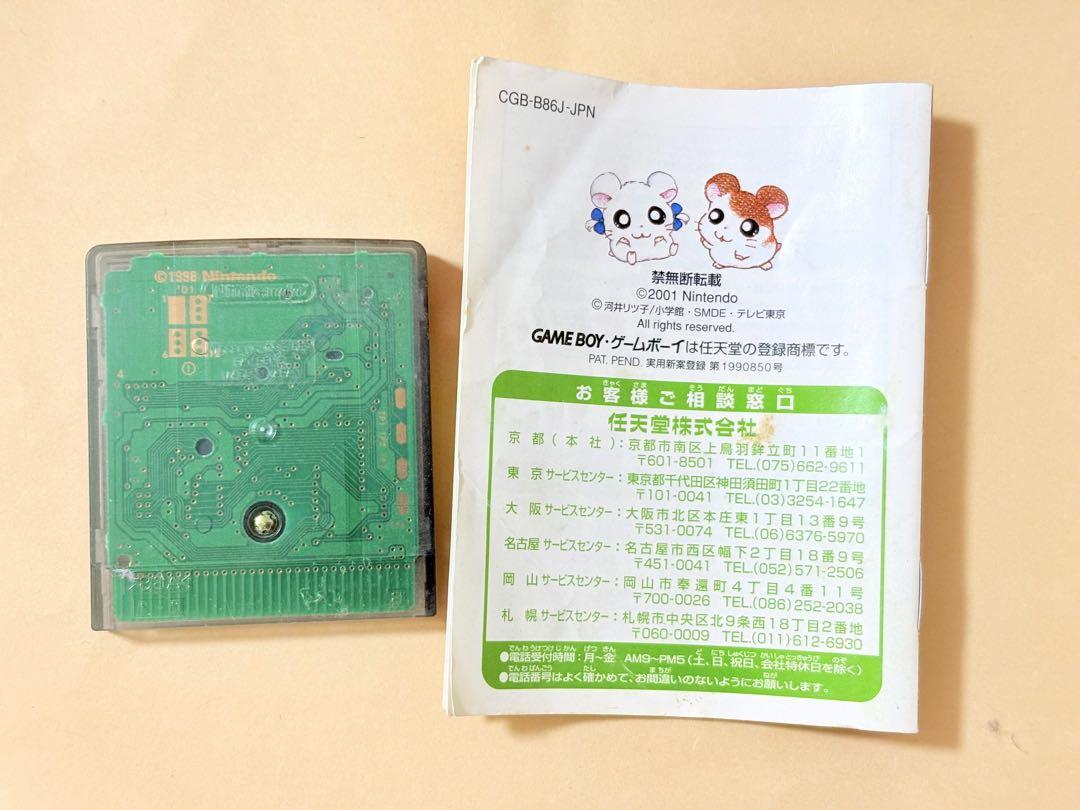 ©1998 Nintendo
'01
4
CGB-B86J-JPN
禁無断転載
©2001 Nintendo
© 河井リツ子/小学館・SMDE・テレビ東京
All rights reserved.
GAME BOY・ゲームボーイは任天堂の登録商標です。
PAT. PEND. 実用新案登録 第1990850号
お客様ご相談窓口
任天堂株式会社
京都(本社):京都市南区上鳥羽鉾立町11番地1
〒601-8501 TEL.(075)662-9611
東京サービスセンター:東京都千代田区神田須田町1丁目22番地
〒101-0041 TEL.(03)3254-1647
大阪サービスセンター:大阪市北区本庄東1丁目13番9号
〒531-0074 TEL.(06)6376-5970
名古屋サービスセンター:名古屋市西区幅下2丁目18番9号
〒451-0041 TEL.(052)571-2506
岡山サービスセンター:岡山市奉還町4丁目4番11号
〒700-0026 TEL.(086)252-2038
札幌サービスセンター:札幌市中央区北9条西18丁目2番地
〒060-0009 TEL.(011)612-6930
●電話受付時間:月〜金 AM9〜PM5(土、日、祝日、会社特休日を除く)
●電話番号はよく確かめて、お間違いのないようにお願いします。